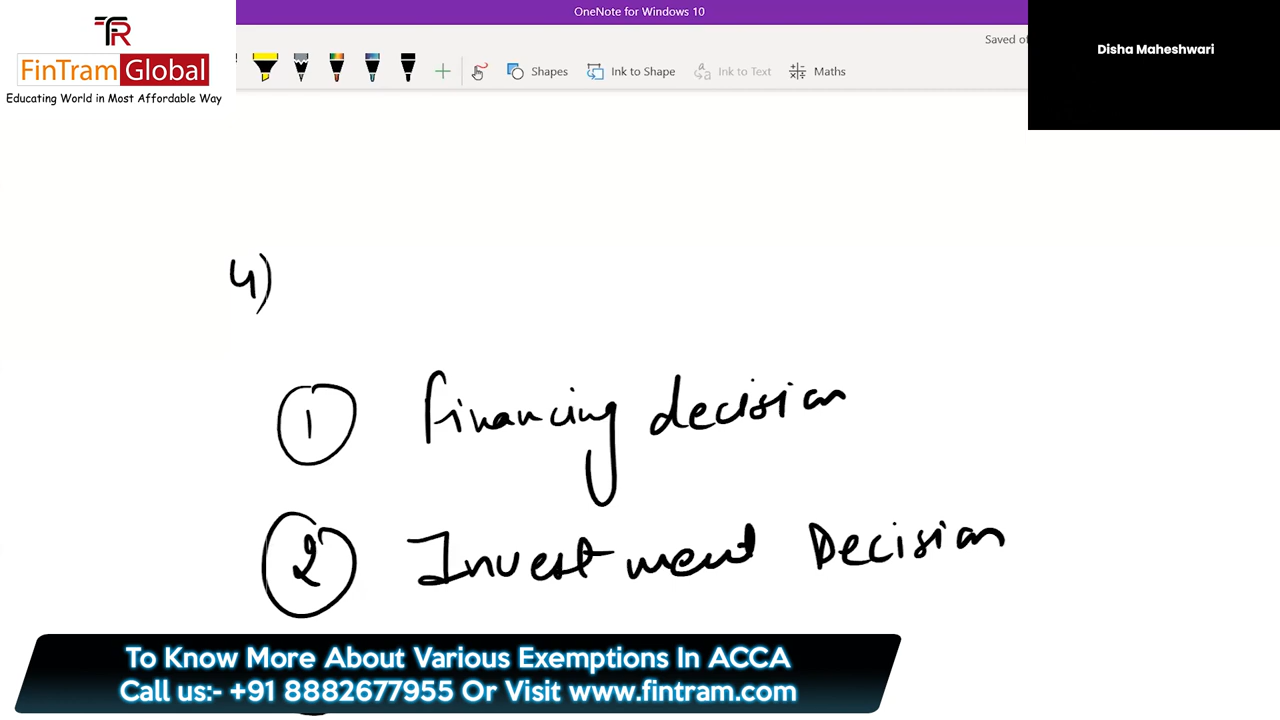 TR
FinTram Global
Educating World in Most Affordable Way
OneNote for Windows 10
Saved of
Disha Maheshwari
Shapes
Ink to Shape
Ink to Text
Maths
4)
1 Financing decision
2 Investment Decision
To Know More About Various Exemptions In ACCA
Call us:- +91 8882677955 Or Visit www.fintram.com